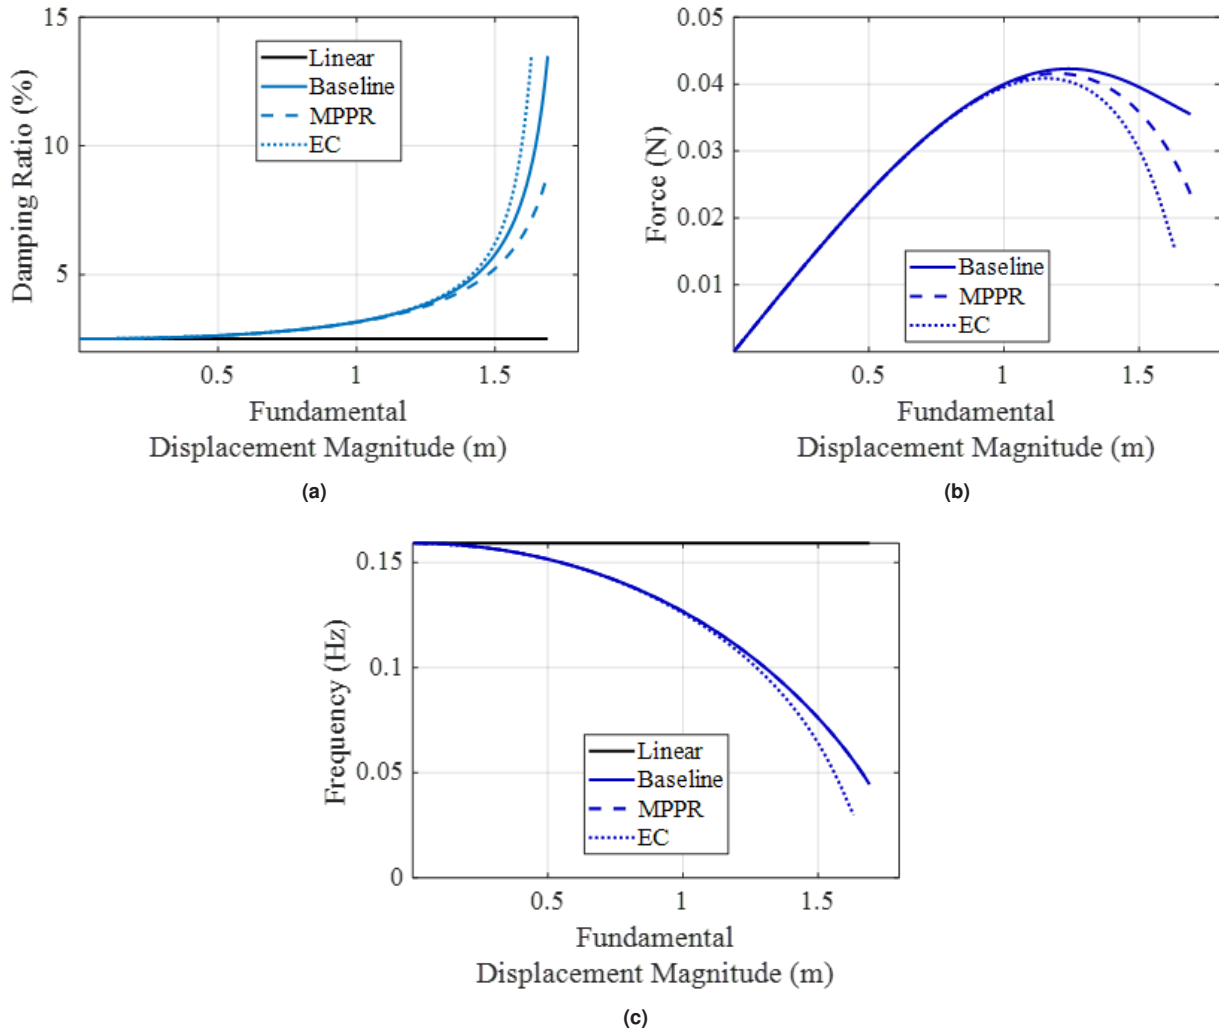 15
10
5
Damping Ratio (%)
Linear
Baseline
MPPR
EC
0.5
1
1.5
Fundamental
Displacement Magnitude (m)
(a)
0.05
0.04
0.03
0.02
0.01
Force (N)
Baseline
MPPR
EC
0.5
1
1.5
Fundamental
Displacement Magnitude (m)
(b)
0.15
0.1
0.05
0
Frequency (Hz)
Linear
Baseline
MPPR
EC
0.5
1
1.5
Fundamental
Displacement Magnitude (m)
(c)